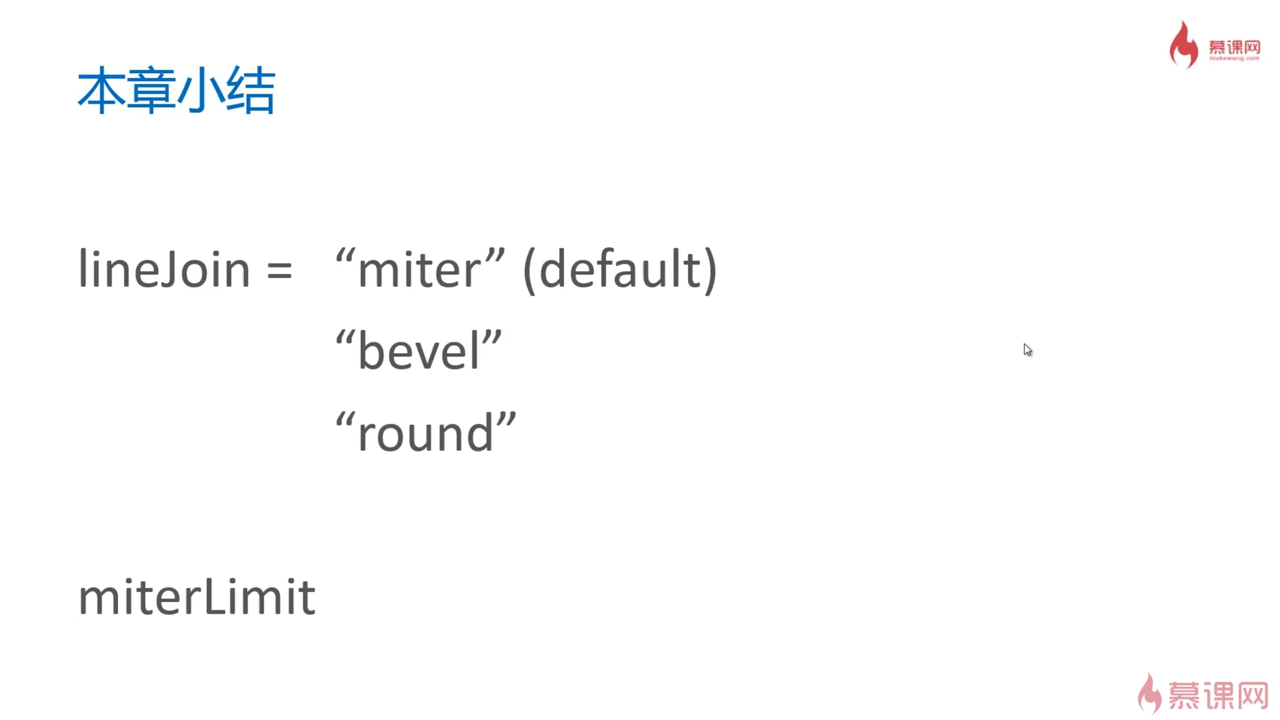 慕课网
mukewang.com
本章小结
lineJoin = “miter” (default)
“bevel”
“round”
miterLimit
慕课网